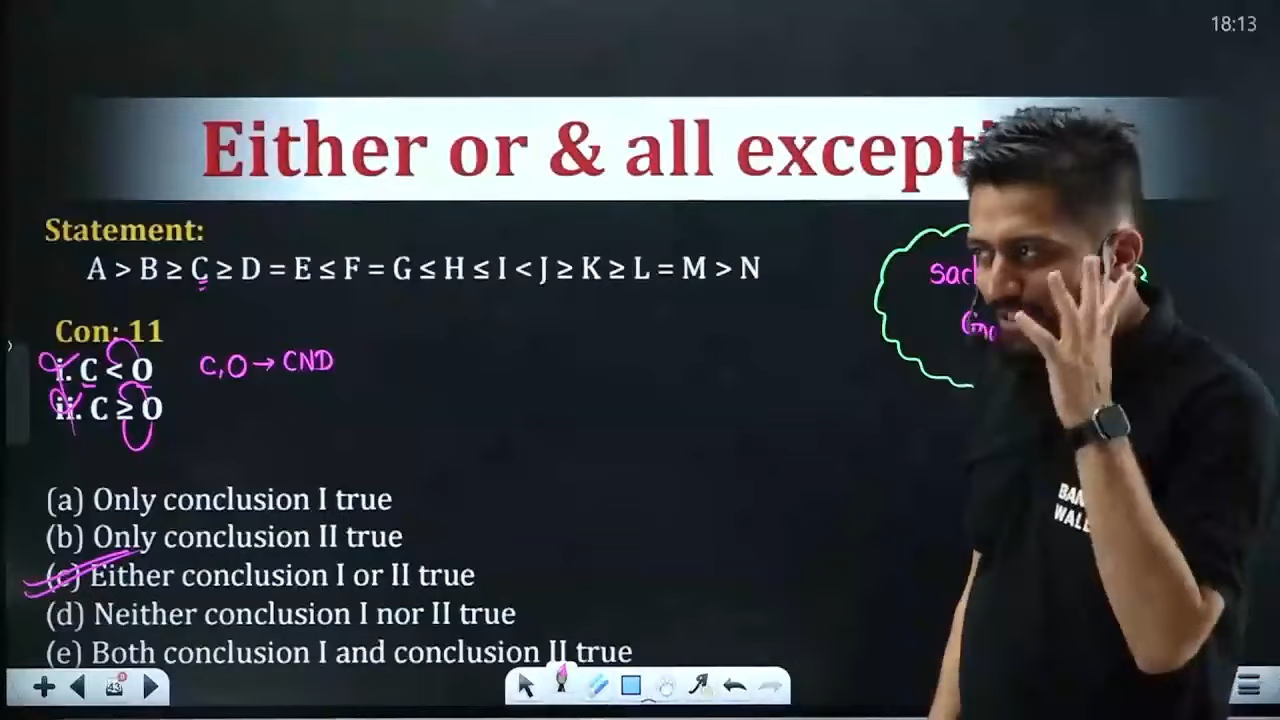 18:13
Either or & all except
Statement:
A > B ≥ C ≥ D = E ≤ F = G ≤ H ≤ I < J ≥ K ≥ L = M > N
Con: 11
i. C < O C, O → CND
ii. C ≥ O
(a) Only conclusion I true
(b) Only conclusion II true
(c) Either conclusion I or II true
(d) Neither conclusion I nor II true
(e) Both conclusion I and conclusion II true
43